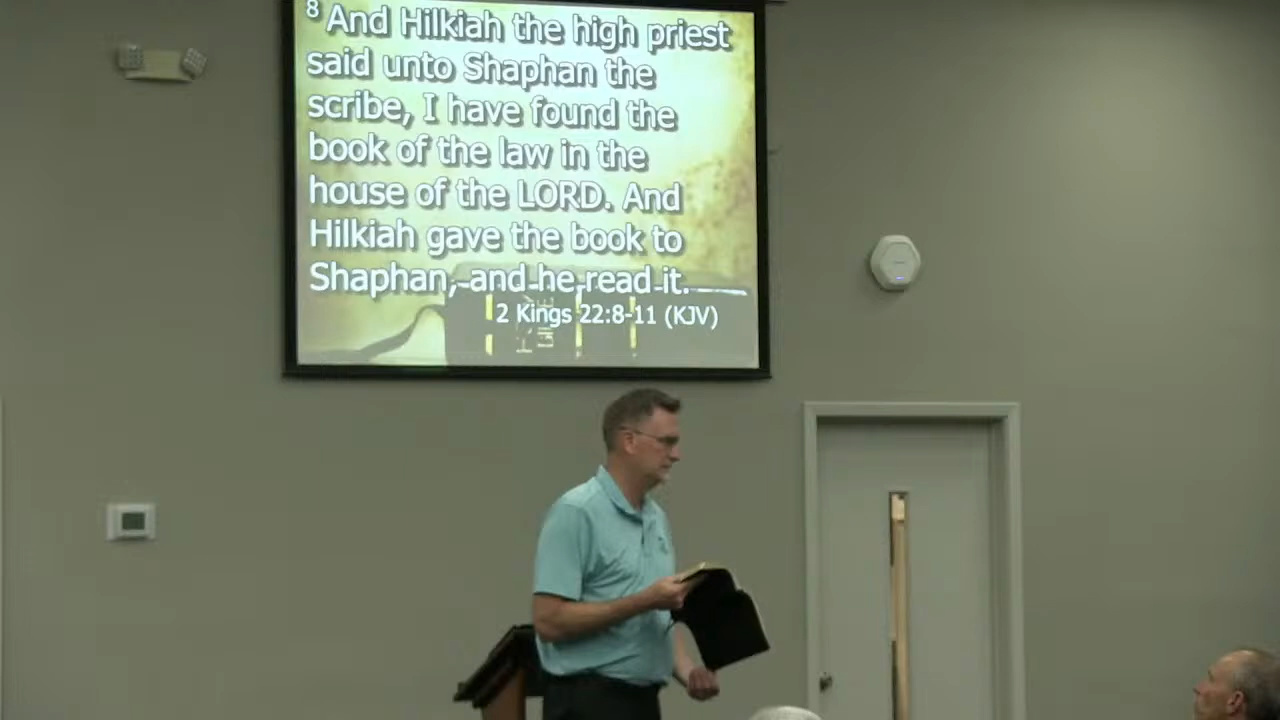 8 And Hilkiah the high priest
said unto Shaphan the
scribe, I have found the
book of the law in the
house of the LORD. And
Hilkiah gave the book to
Shaphan, and he read it.
2 Kings 22:8-11 (KJV)